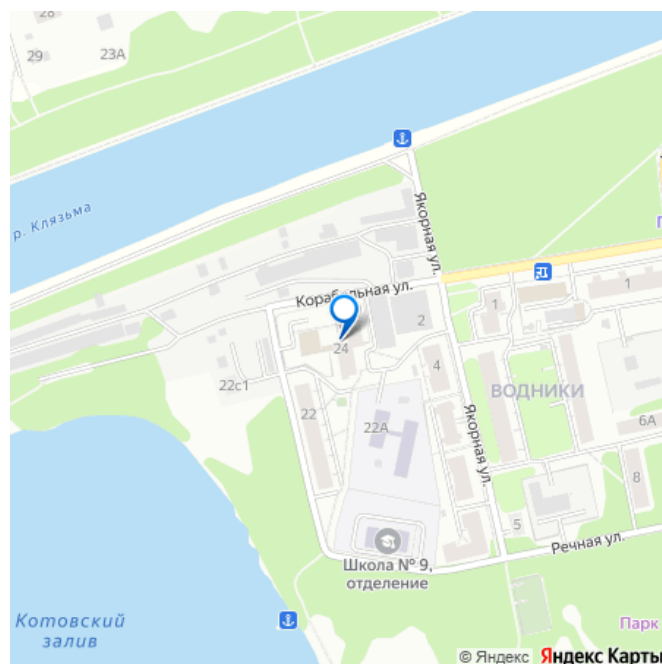 28
29
23А
р. Клязьма
Якорная ул.
Корабельная ул.
1
1
2
24
4
22с1
ВОДНИКИ
22
22А
6А
Якорная ул.
8
5
Речная ул.
Школа № 9,
отделение
Котовский
залив
Парк
© Яндекс Яндекс Карты